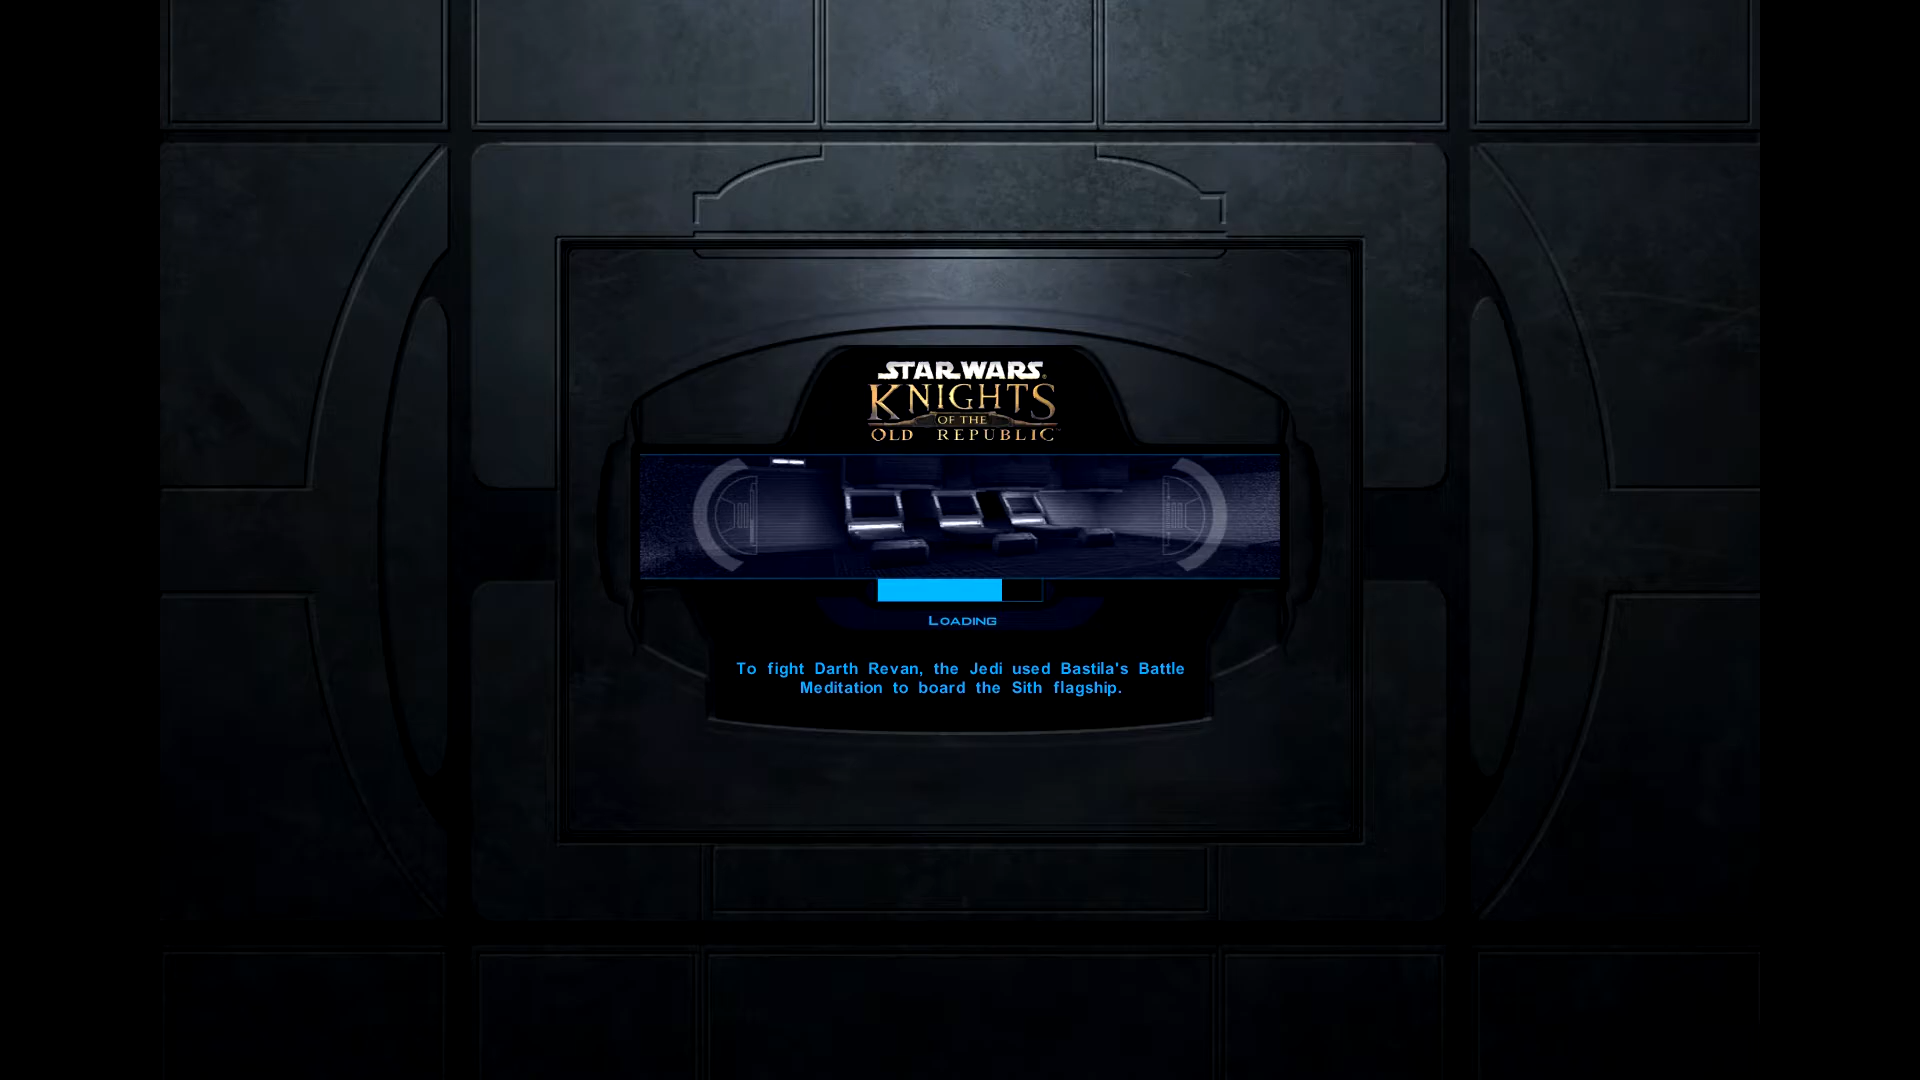 STAR WARS
KNIGHTS
OF THE
OLD REPUBLIC™
LOADING
To fight Darth Revan, the Jedi used Bastila's Battle
Meditation to board the Sith flagship.